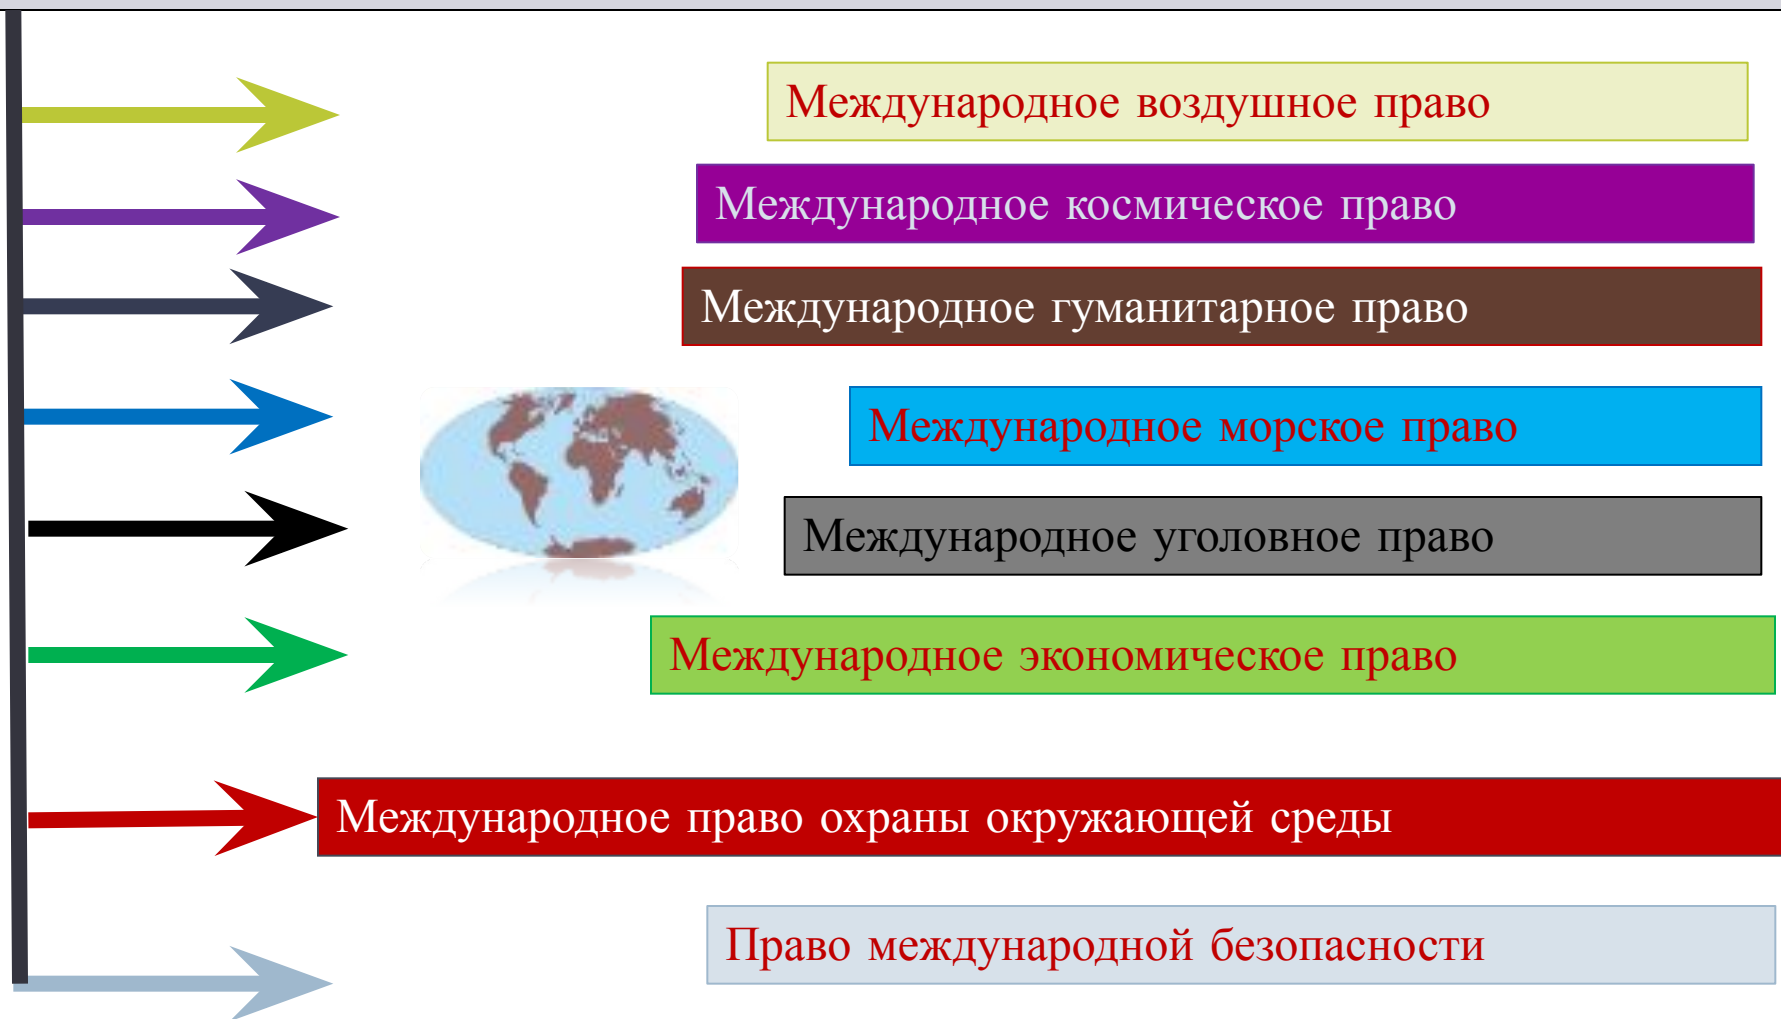 Международное воздушное право
Международное космическое право
Международное гуманитарное право
Международное морское право
Международное уголовное право
Международное экономическое право
Международное право охраны окружающей среды
Право международной безопасности